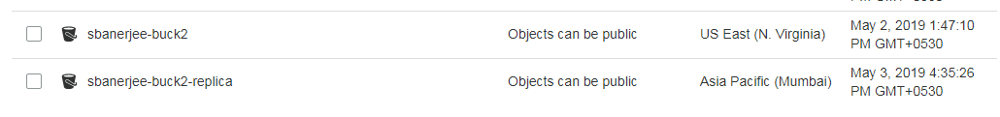 sbanerjee-buck2 Objects can be public US East (N. Virginia) May 2, 2019 1:47:10
PM GMT+0530
sbanerjee-buck2-replica Objects can be public Asia Pacific (Mumbai) May 3, 2019 4:35:26
PM GMT+0530